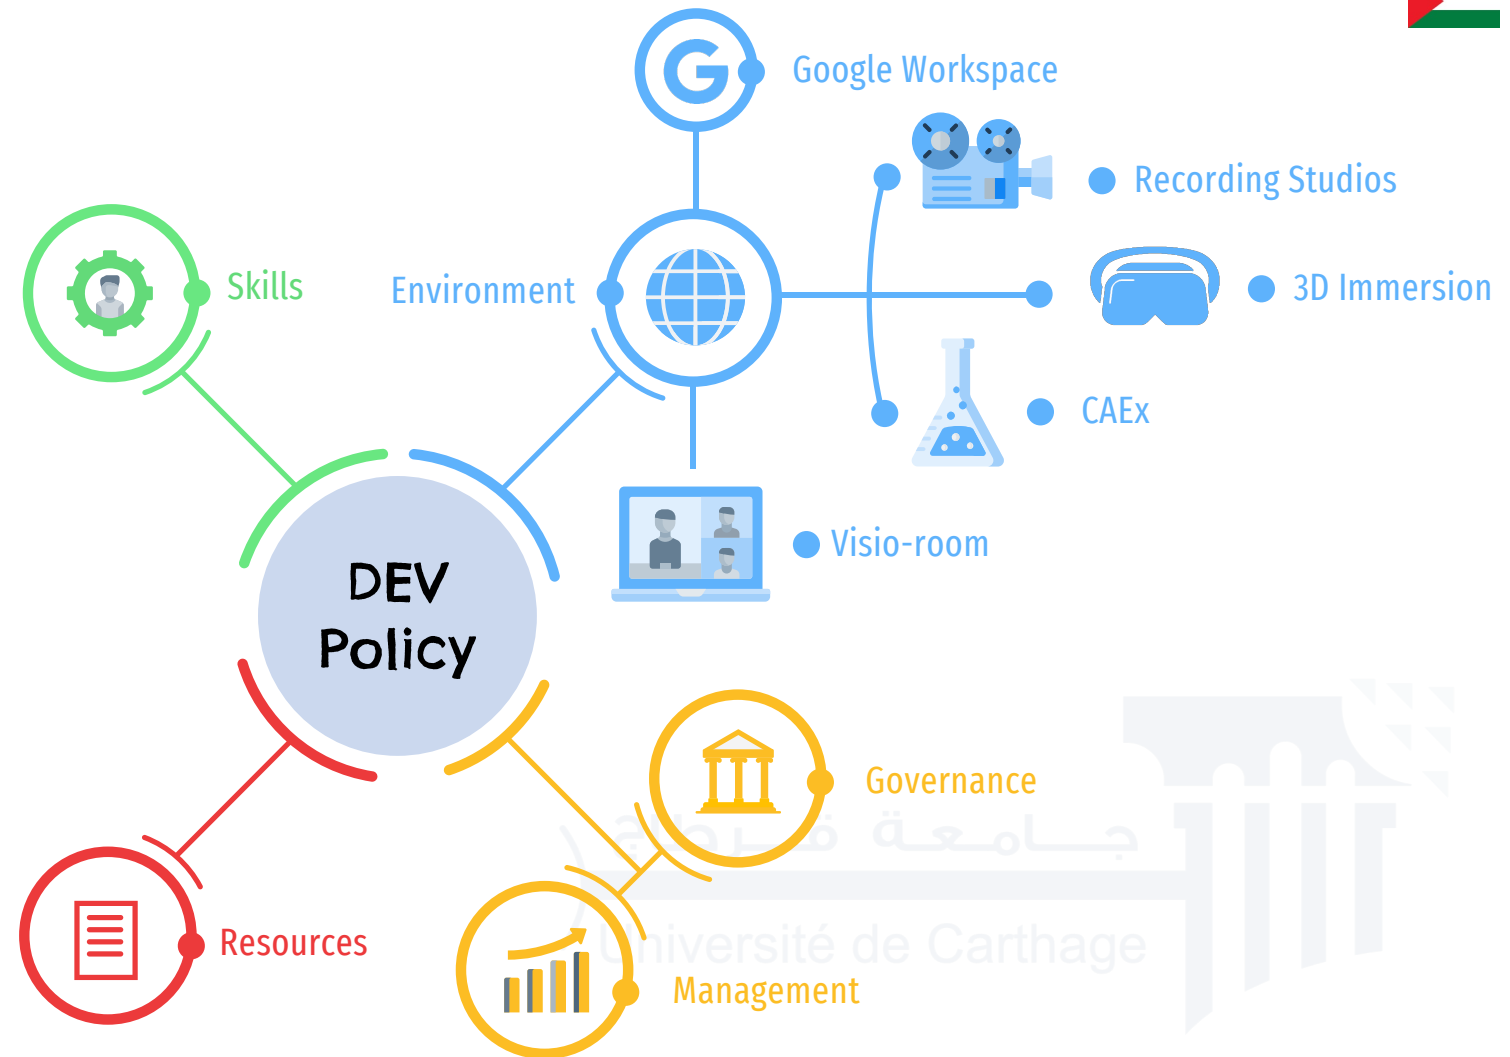 Google Workspace
Recording Studios
Skills
Environment
3D Immersion
CAEx
Visio-room
DEV
Policy
Governance
جامعة قرطاج
Université de Carthage
Resources
Management